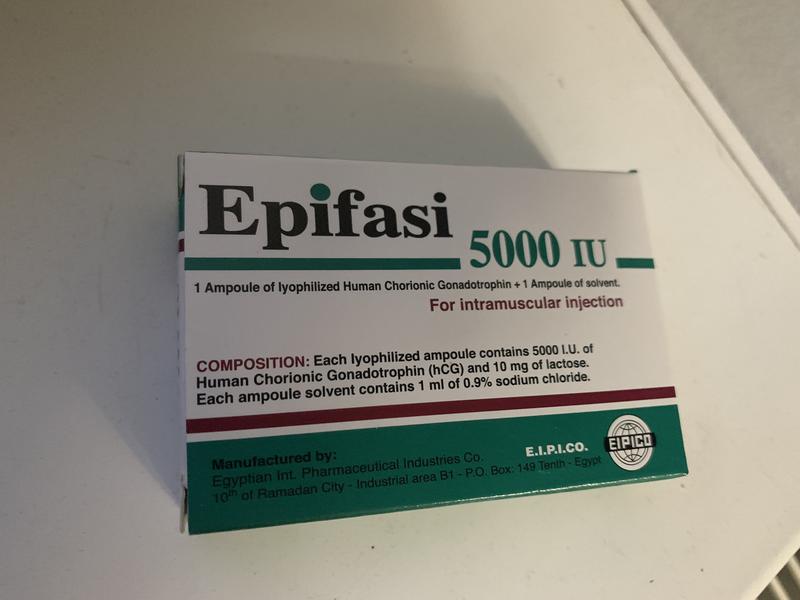 Epifasi
5000 IU
1 Ampoule of lyophilized Human Chorionic Gonadotrophin + 1 Ampoule of solvent.
For intramuscular injection
COMPOSITION: Each lyophilized ampoule contains 5000 I.U. of
Human Chorionic Gonadotrophin (hCG) and 10 mg of lactose.
Each ampoule solvent contains 1 ml of 0.9% sodium chloride.
Manufactured by:
Egyptian Int. Pharmaceutical Industries Co.
10th of Ramadan City - Industrial area B1 - P.O. Box: 149 Tenth - Egypt
E.I.P.I.CO.
EIPICO